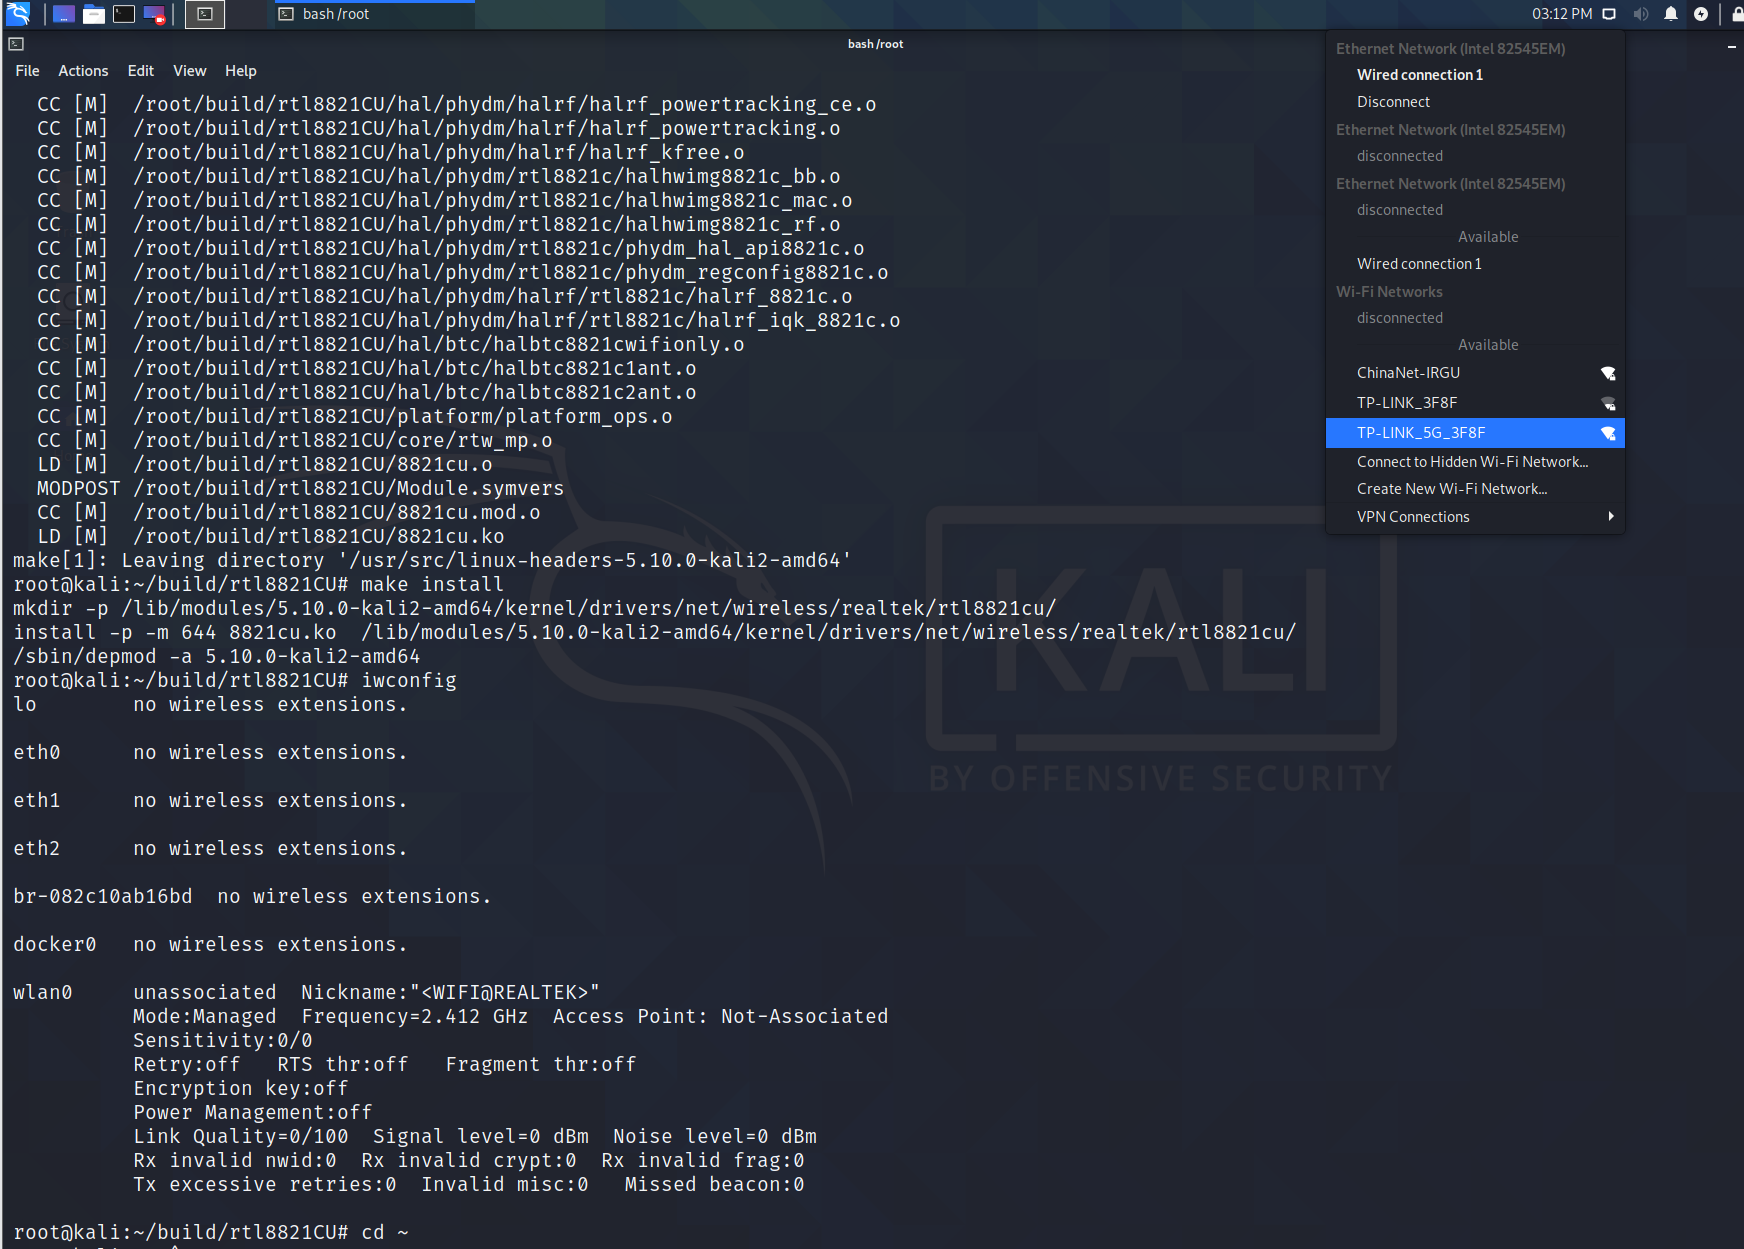 bash /root
03:12 PM
bash /root
File Actions Edit View Help
CC [M] /root/build/rtl8821CU/hal/phydm/halrf/halrf_powertracking_ce.o
CC [M] /root/build/rtl8821CU/hal/phydm/halrf/halrf_powertracking.o
CC [M] /root/build/rtl8821CU/hal/phydm/halrf/halrf_kfree.o
CC [M] /root/build/rtl8821CU/hal/phydm/rtl8821c/halhwimg8821c_bb.o
CC [M] /root/build/rtl8821CU/hal/phydm/rtl8821c/halhwimg8821c_mac.o
CC [M] /root/build/rtl8821CU/hal/phydm/rtl8821c/halhwimg8821c_rf.o
CC [M] /root/build/rtl8821CU/hal/phydm/rtl8821c/phydm_hal_api8821c.o
CC [M] /root/build/rtl8821CU/hal/phydm/rtl8821c/phydm_regconfig8821c.o
CC [M] /root/build/rtl8821CU/hal/phydm/halrf/rtl8821c/halrf_8821c.o
CC [M] /root/build/rtl8821CU/hal/phydm/halrf/rtl8821c/halrf_iqk_8821c.o
CC [M] /root/build/rtl8821CU/hal/btc/halbtc8821cwifionly.o
CC [M] /root/build/rtl8821CU/hal/btc/halbtc8821c1ant.o
CC [M] /root/build/rtl8821CU/hal/btc/halbtc8821c2ant.o
CC [M] /root/build/rtl8821CU/platform/platform_ops.o
CC [M] /root/build/rtl8821CU/core/rtw_mp.o
LD [M] /root/build/rtl8821CU/8821cu.o
MODPOST /root/build/rtl8821CU/Module.symvers
CC [M] /root/build/rtl8821CU/8821cu.mod.o
LD [M] /root/build/rtl8821CU/8821cu.ko
make[1]: Leaving directory '/usr/src/linux-headers-5.10.0-kali2-amd64'
root@kali:~/build/rtl8821CU# make install
mkdir -p /lib/modules/5.10.0-kali2-amd64/kernel/drivers/net/wireless/realtek/rtl8821cu/
install -p -m 644 8821cu.ko /lib/modules/5.10.0-kali2-amd64/kernel/drivers/net/wireless/realtek/rtl8821cu/
/sbin/depmod -a 5.10.0-kali2-amd64
root@kali:~/build/rtl8821CU# iwconfig
lo no wireless extensions.
eth0 no wireless extensions.
eth1 no wireless extensions.
eth2 no wireless extensions.
br-082c10ab16bd no wireless extensions.
docker0 no wireless extensions.
wlan0 unassociated Nickname:"<WIFI@REALTEK>"
Mode:Managed Frequency=2.412 GHz Access Point: Not-Associated
Sensitivity:0/0
Retry:off RTS thr:off Fragment thr:off
Encryption key:off
Power Management:off
Link Quality=0/100 Signal level=0 dBm Noise level=0 dBm
Rx invalid nwid:0 Rx invalid crypt:0 Rx invalid frag:0
Tx excessive retries:0 Invalid misc:0 Missed beacon:0
root@kali:~/build/rtl8821CU# cd ~
Ethernet Network (Intel 82545EM)
Wired connection 1
Disconnect
Ethernet Network (Intel 82545EM)
disconnected
Ethernet Network (Intel 82545EM)
disconnected
Available
Wired connection 1
Wi-Fi Networks
disconnected
Available
ChinaNet-IRGU
TP-LINK_3F8F
TP-LINK_5G_3F8F
Connect to Hidden Wi-Fi Network...
Create New Wi-Fi Network...
VPN Connections
KALI
BY OFFENSIVE SECURITY